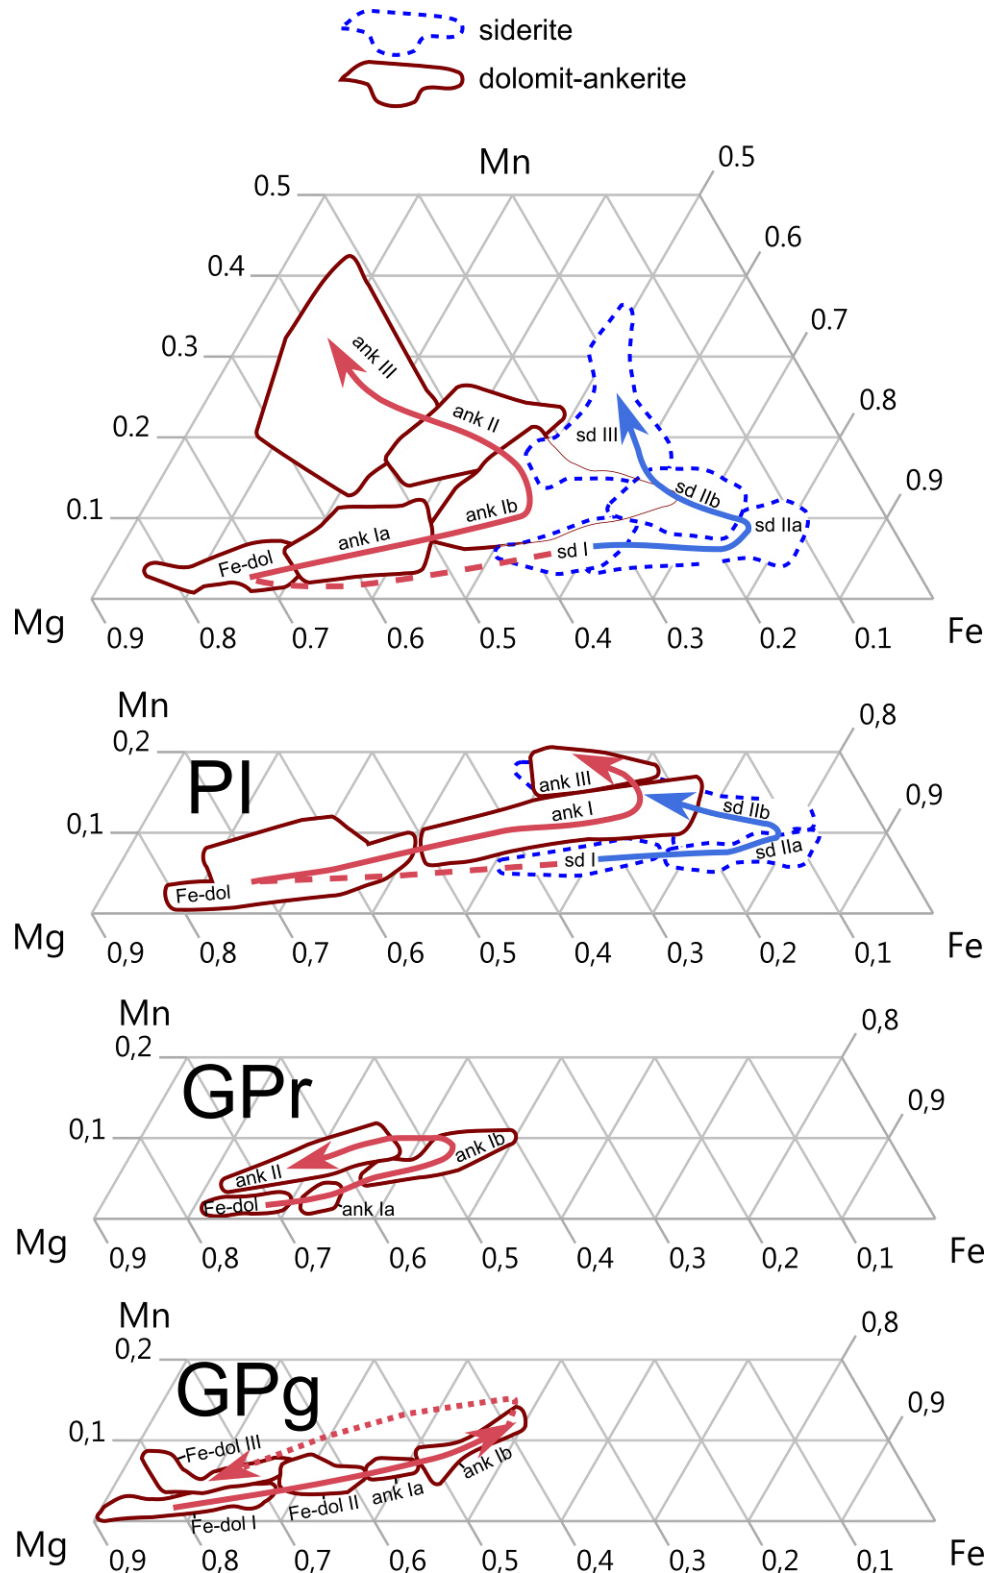 siderite
dolomit-ankerite
Mn
0.5
0.5
0.6
0.4
0.7
0.3
ank III
0.8
0.2
ank II
sd III
0.9
0.1
ank Ib
sd IIb
sd IIa
ank Ia
sd I
Fe-dol
Mg
Fe
0.9
0.8
0.7
0.6
0.5
0.4
0.3
0.2
0.1
Mn
0,8
0,2
PI
ank III
0,9
0,1
ank I
sd IIb
sd IIa
sd I
Fe-dol
Mg
Fe
0,9
0,8
0,7
0,6
0,5
0,4
0,3
0,2
0,1
Mn
0,8
0,2
GPr
0,9
0,1
ank Ib
ank II
Fe-dol
ank Ia
Mg
Fe
0,9
0,8
0,7
0,6
0,5
0,4
0,3
0,2
0,1
Mn
0,8
0,2
GPg
0,9
0,1
Fe-dol III
ank Ib
ank Ia
Fe-dol II
Fe-dol I
Mg
Fe
0,9
0,8
0,7
0,6
0,5
0,4
0,3
0,2
0,1